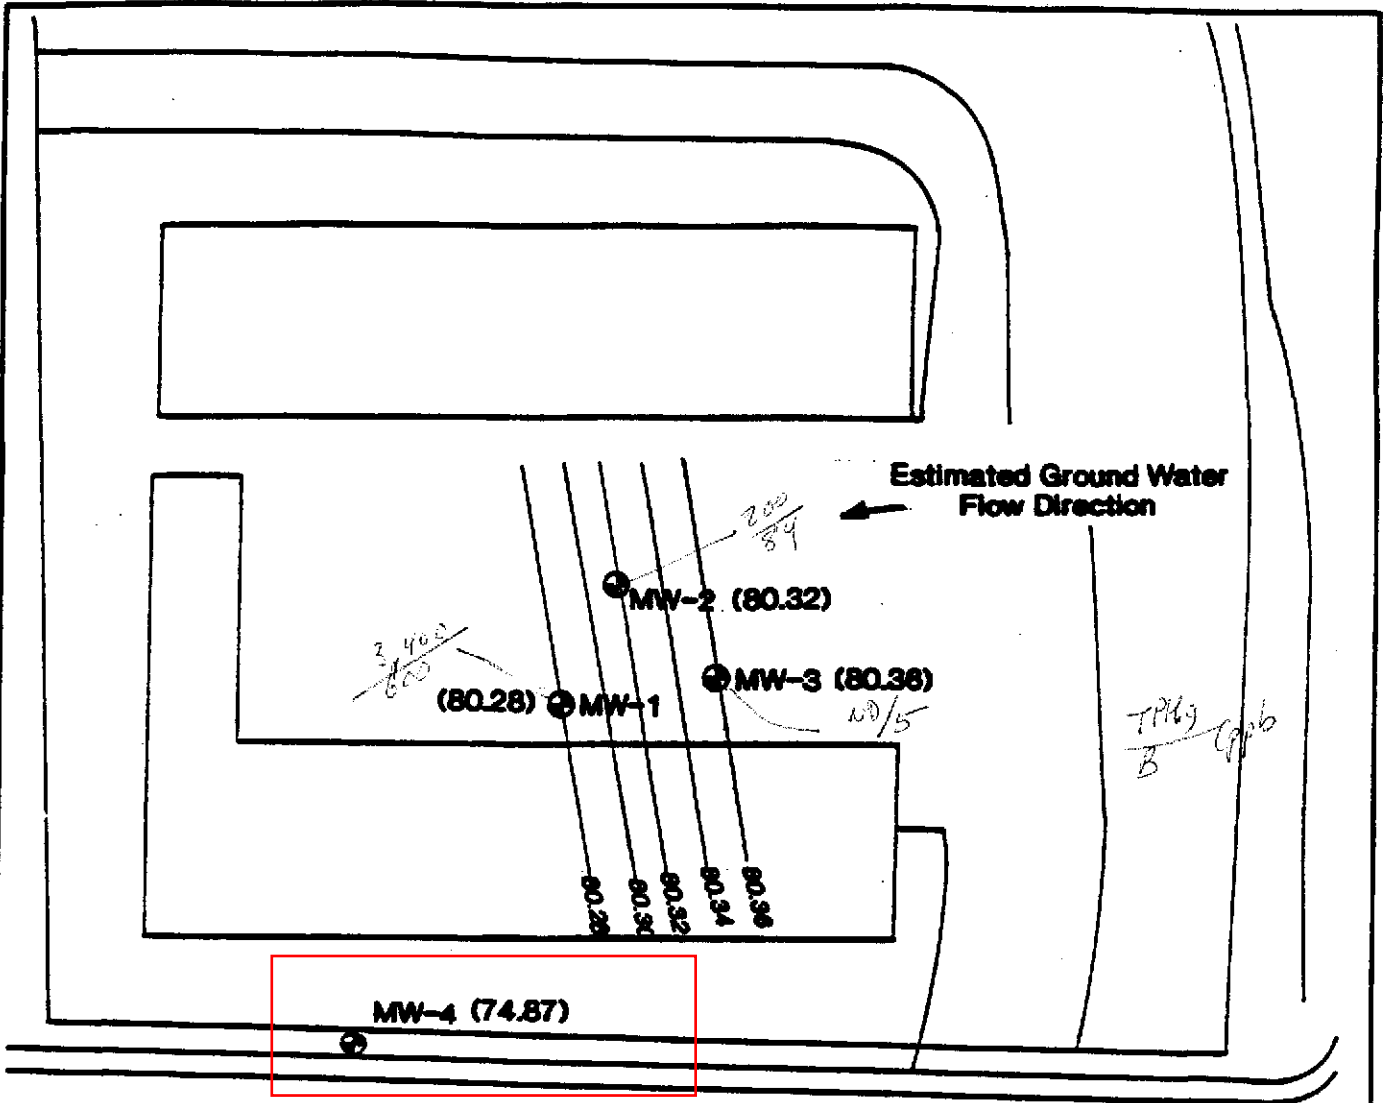 Estimated Ground Water
Flow Direction
200
84
MW-2 (80.32)
3,400
600
MW-3 (80.36)
(80.28) MW-1
ND/5
TPHg
B
(ppb
80.28
80.30
80.32
80.34
80.36
MW-4 (74.87)